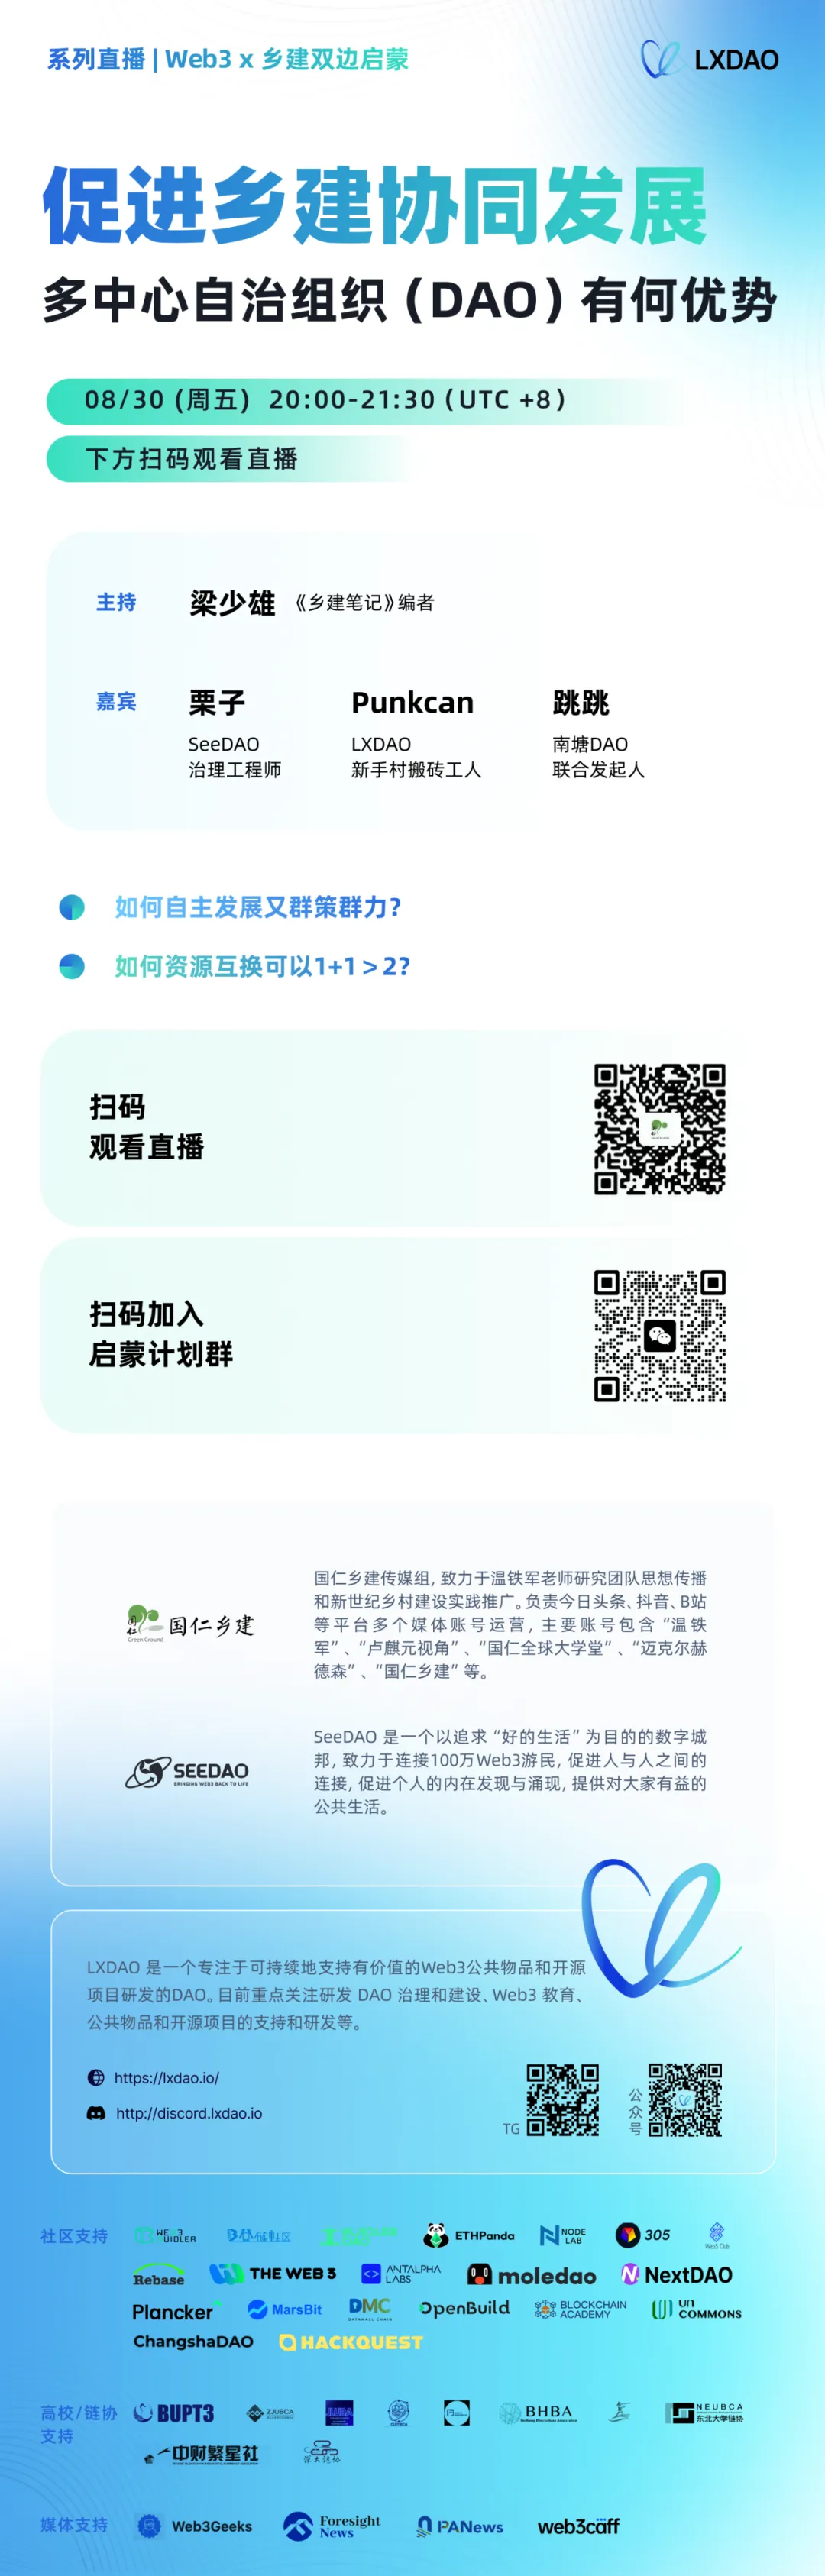 系列直播 | Web3 x 乡建双边启蒙
LXDAO
促进乡建协同发展
多中心自治组织（DAO）有何优势
08/30 (周五) 20:00-21:30 (UTC +8)
下方扫码观看直播
主持 梁少雄 《乡建笔记》编者
嘉宾 栗子 Punkcan 跳跳
SeeDAO LXDAO 南塘DAO
治理工程师 新手村搬砖工人 联合发起人
如何自主发展又群策群力?
如何资源互换可以1+1 > 2?
扫码
观看直播
扫码加入
启蒙计划群
国仁 Green Ground 国仁乡建
国仁乡建传媒组, 致力于温铁军老师研究团队思想传播
和新世纪乡村建设实践推广。负责今日头条、抖音、B站
等平台多个媒体账号运营, 主要账号包含 “温铁
军” 、“卢麒元视角” 、“国仁全球大学堂” 、“迈克尔赫
德森” 、“国仁乡建” 等。
SEEDAO
BRINGING WEB3 BACK TO LIFE
SeeDAO 是一个以追求 “好的生活” 为目的的数字城
邦, 致力于连接100万Web3游民, 促进人与人之间的
连接, 促进个人的内在发现与涌现, 提供对大家有益的
公共生活。
LXDAO 是一个专注于可持续地支持有价值的Web3公共物品和开源
项目研发的DAO。目前重点关注研发 DAO 治理和建设、Web3 教育、
公共物品和开源项目的支持和研发等。
https://lxdao.io/
http://discord.lxdao.io
TG
公众号
社区支持 ETHPanda NODE LAB 305
Rebase THE WEB 3 ANTALPHA LABS moledao NextDAO
Plancker MarsBit DMC OpenBuild BLOCKCHAIN ACADEMY un COMMONS
ChangshaDAO HACKQUEST
高校/链协
支持
BUPT3 ZJUBCA BHBA NEUBCA 东北大学链协
中财繁星社
媒体支持 Web3Geeks Foresight News PANews web3caff